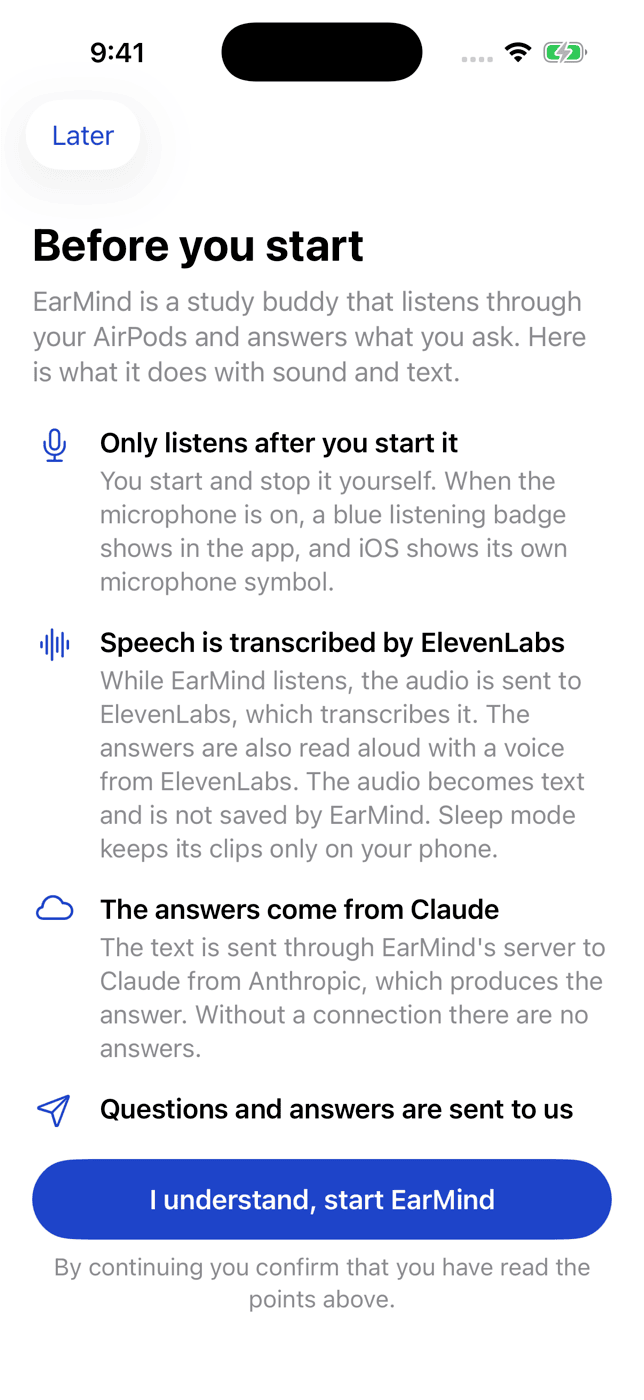 9:41
Later
Before you start
EarMind is a study buddy that listens through
your AirPods and answers what you ask. Here
is what it does with sound and text.
Only listens after you start it
You start and stop it yourself. When the
microphone is on, a blue listening badge
shows in the app, and iOS shows its own
microphone symbol.
Speech is transcribed by ElevenLabs
While EarMind listens, the audio is sent to
ElevenLabs, which transcribes it. The
answers are also read aloud with a voice
from ElevenLabs. The audio becomes text
and is not saved by EarMind. Sleep mode
keeps its clips only on your phone.
The answers come from Claude
The text is sent through EarMind's server to
Claude from Anthropic, which produces the
answer. Without a connection there are no
answers.
Questions and answers are sent to us
I understand, start EarMind
By continuing you confirm that you have read the
points above.